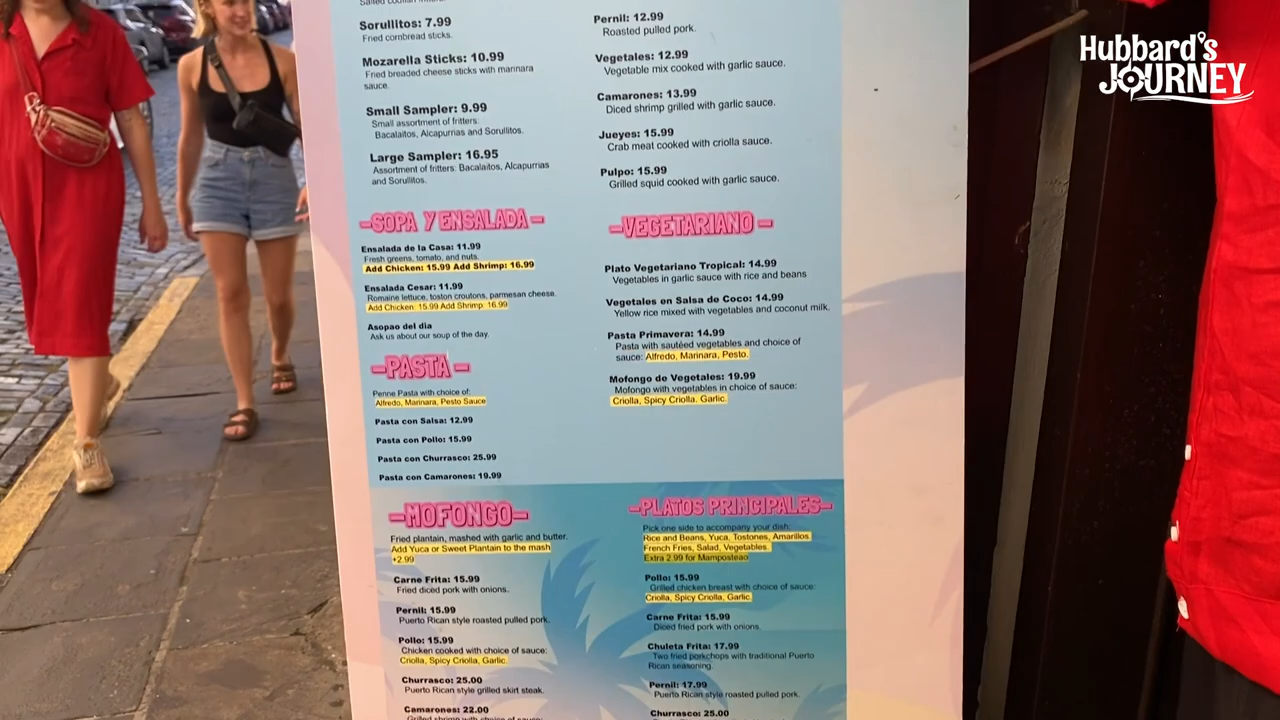 Hubbard's
JOURNEY
Salted codfish fritters.
Sorullitos: 7.99
Fried cornbread sticks.
Mozarella Sticks: 10.99
Fried breaded cheese sticks with marinara
sauce.
Small Sampler: 9.99
Small assortment of fritters:
Bacalaitos, Alcapurrias and Sorullitos.
Large Sampler: 16.95
Assortment of fritters: Bacalaitos, Alcapurrias
and Sorullitos.
-SOPA Y ENSALADA-
Ensalada de la Casa: 11.99
Fresh greens, tomato, and nuts.
Add Chicken: 15.99 Add Shrimp: 16.99
Ensalada Cesar: 11.99
Romaine lettuce, toston croutons, parmesan cheese.
Add Chicken: 15.99 Add Shrimp: 16.99
Asopao del dia
Ask us about our soup of the day.
-PASTA-
Penne Pasta with choice of:
Alfredo, Marinara, Pesto Sauce
Pasta con Salsa: 12.99
Pasta con Pollo: 15.99
Pasta con Churrasco: 25.99
Pasta con Camarones: 19.99
Pernil: 12.99
Roasted pulled pork.
Vegetales: 12.99
Vegetable mix cooked with garlic sauce.
Camarones: 13.99
Diced shrimp grilled with garlic sauce.
Jueyes: 15.99
Crab meat cooked with criolla sauce.
Pulpo: 15.99
Grilled squid cooked with garlic sauce.
-VEGETARIANO-
Plato Vegetariano Tropical: 14.99
Vegetables in garlic sauce with rice and beans
Vegetales en Salsa de Coco: 14.99
Yellow rice mixed with vegetables and coconut milk.
Pasta Primavera: 14.99
Pasta with sautéed vegetables and choice of
sauce: Alfredo, Marinara, Pesto.
Mofongo de Vegetales: 19.99
Mofongo with vegetables in choice of sauce:
Criolla, Spicy Criolla, Garlic.
-MOFONGO-
Fried plantain, mashed with garlic and butter.
Add Yuca or Sweet Plantain to the mash
+2.99
Carne Frita: 15.99
Fried diced pork with onions.
Pernil: 15.99
Puerto Rican style roasted pulled pork.
Pollo: 15.99
Chicken cooked with choice of sauce:
Criolla, Spicy Criolla, Garlic.
Churrasco: 25.00
Puerto Rican style grilled skirt steak.
Camarones: 22.00
Grilled shrimp with choice of sauce:
-PLATOS PRINCIPALES-
Pick one side to accompany your dish:
Rice and Beans, Yuca, Tostones, Amarillos
French Fries, Salad, Vegetables.
Extra 2.99 for Mamposteao
Pollo: 15.99
Grilled chicken breast with choice of sauce:
Criolla, Spicy Criolla, Garlic.
Carne Frita: 15.99
Diced fried pork with onions.
Chuleta Frita: 17.99
Two fried porkchops with traditional Puerto
Rican seasoning.
Pernil: 17.99
Puerto Rican style roasted pulled pork.
Churrasco: 25.00